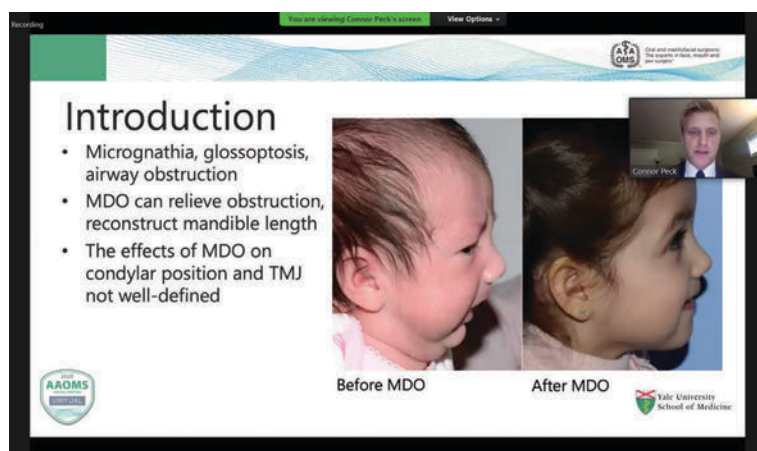 Recording
You are viewing Connor Peck's screen
View Options
AAOMS
Oral and maxillofacial surgeons:
The experts in face, mouth and
jaw surgery®
Introduction
• Micrognathia, glossoptosis,
airway obstruction
• MDO can relieve obstruction,
reconstruct mandible length
• The effects of MDO on
condylar position and TMJ
not well-defined
Connor Peck
Before MDO
After MDO
2020
AAOMS
VIRTUAL
Yale University
School of Medicine